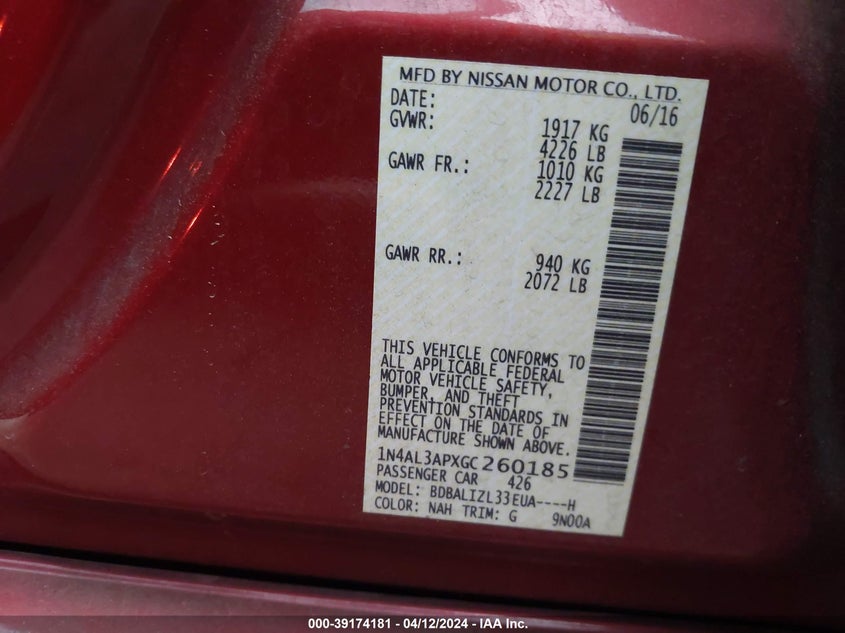 MFD BY NISSAN MOTOR CO., LTD.
DATE: 06/16
GVWR: 1917 KG
4226 LB
GAWR FR.: 1010 KG
2227 LB
GAWR RR.: 940 KG
2072 LB
THIS VEHICLE CONFORMS TO
ALL APPLICABLE FEDERAL
MOTOR VEHICLE SAFETY,
BUMPER, AND THEFT
PREVENTION STANDARDS IN
EFFECT ON THE DATE OF
MANUFACTURE SHOWN ABOVE.
1N4AL3APXGC260185
PASSENGER CAR 426
MODEL: BDBALIZL33EUA----H
COLOR: NAH TRIM: G 9N00A
000-39174181 - 04/12/2024 - IAA Inc.